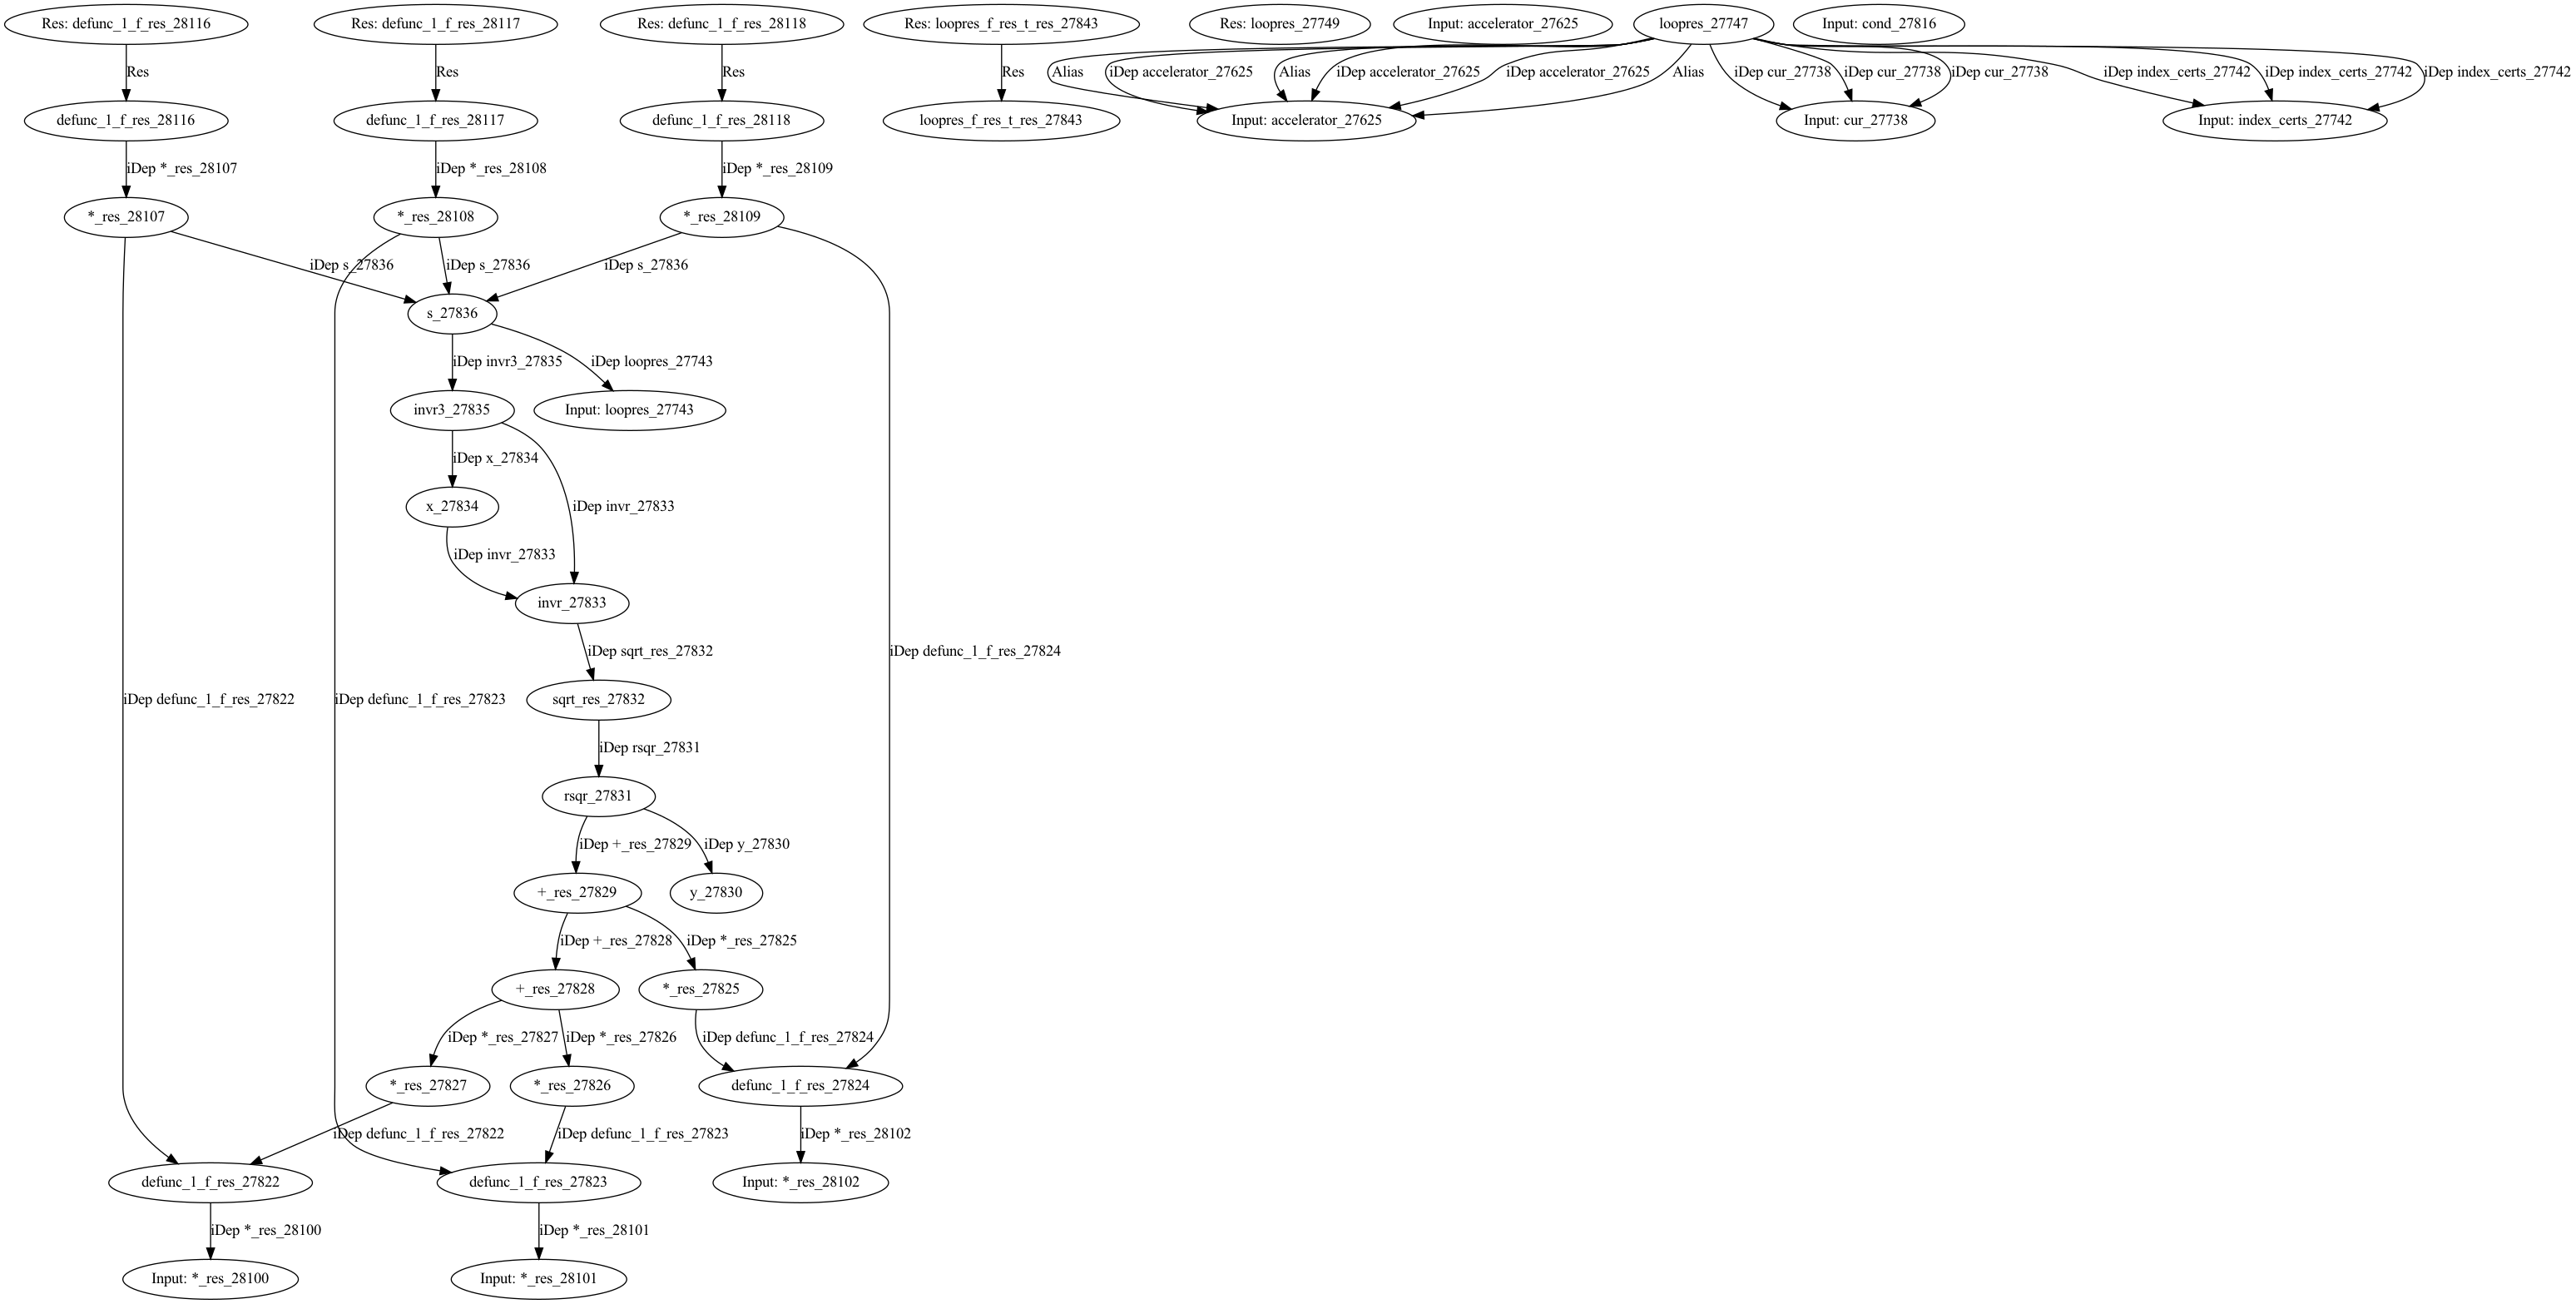 Res: defunc_1_f_res_28116
Res: defunc_1_f_res_28117
Res: defunc_1_f_res_28118
Res: loopres_f_res_t_res_27843
Res: loopres_27749
Input: accelerator_27625
loopres_27747
Input: cond_27816
Res
Res
Res
Res
Alias
iDep accelerator_27625
Alias
iDep accelerator_27625
iDep accelerator_27625
Alias
iDep cur_27738
iDep cur_27738
iDep cur_27738
iDep index_certs_27742
iDep index_certs_27742
iDep index_certs_27742
defunc_1_f_res_28116
defunc_1_f_res_28117
defunc_1_f_res_28118
loopres_f_res_t_res_27843
Input: accelerator_27625
Input: cur_27738
Input: index_certs_27742
iDep *_res_28107
iDep *_res_28108
iDep *_res_28109
*_res_28107
*_res_28108
*_res_28109
iDep s_27836
iDep s_27836
iDep s_27836
s_27836
iDep invr3_27835
iDep loopres_27743
invr3_27835
Input: loopres_27743
iDep x_27834
x_27834
iDep invr_27833
iDep invr_27833
invr_27833
iDep sqrt_res_27832
iDep defunc_1_f_res_27824
iDep defunc_1_f_res_27822
iDep defunc_1_f_res_27823
sqrt_res_27832
iDep rsqr_27831
rsqr_27831
iDep +_res_27829
iDep y_27830
+_res_27829
y_27830
iDep +_res_27828
iDep *_res_27825
+_res_27828
*_res_27825
iDep *_res_27827
iDep *_res_27826
iDep defunc_1_f_res_27824
*_res_27827
*_res_27826
defunc_1_f_res_27824
iDep defunc_1_f_res_27822
iDep defunc_1_f_res_27823
iDep *_res_28102
defunc_1_f_res_27822
defunc_1_f_res_27823
Input: *_res_28102
iDep *_res_28100
iDep *_res_28101
Input: *_res_28100
Input: *_res_28101